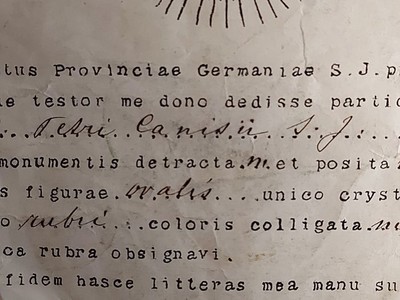 tus Provinciae Germaniae S.J.p
e testor me dono dedisse partic
... Petri Canisii S. J. ...
monumentis detracta.m.et posita
s figurae.ovalis....unico cryst
o rubri...coloris colligata.
ca rubra obsignavi.
fidem hasce litteras mea manu su